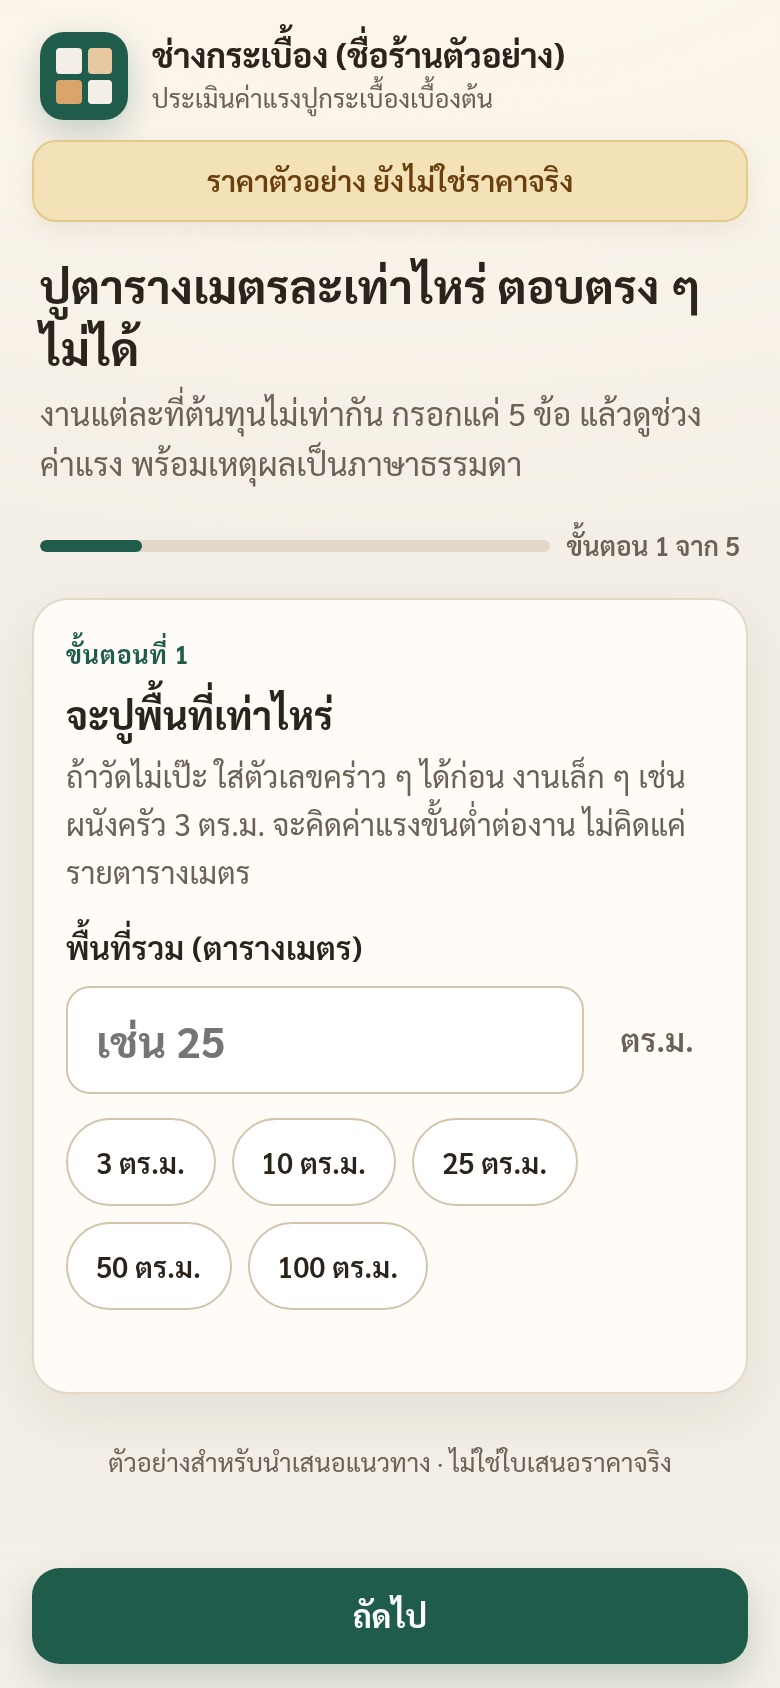 ช่างกระเบื้อง (ชื่อร้านตัวอย่าง)
ประเมินค่าแรงปูกระเบื้องเบื้องต้น
ราคาตัวอย่าง ยังไม่ใช่ราคาจริง
ปูตารางเมตรละเท่าไหร่ ตอบตรง ๆ
ไม่ได้
งานแต่ละที่ต้นทุนไม่เท่ากัน กรอกแค่ 5 ข้อ แล้วดูช่วง
ค่าแรง พร้อมเหตุผลเป็นภาษาธรรมดา
ขั้นตอน 1 จาก 5
ขั้นตอนที่ 1
จะปูพื้นที่เท่าไหร่
ถ้าวัดไม่เป๊ะ ใส่ตัวเลขคร่าว ๆ ได้ก่อน งานเล็ก ๆ เช่น
ผนังครัว 3 ตร.ม. จะคิดค่าแรงขั้นต่ำต่องาน ไม่คิดแค่
รายตารางเมตร
พื้นที่รวม (ตารางเมตร)
เช่น 25
ตร.ม.
3 ตร.ม.
10 ตร.ม.
25 ตร.ม.
50 ตร.ม.
100 ตร.ม.
ตัวอย่างสำหรับนำเสนอแนวทาง · ไม่ใช่ใบเสนอราคาจริง
ถัดไป